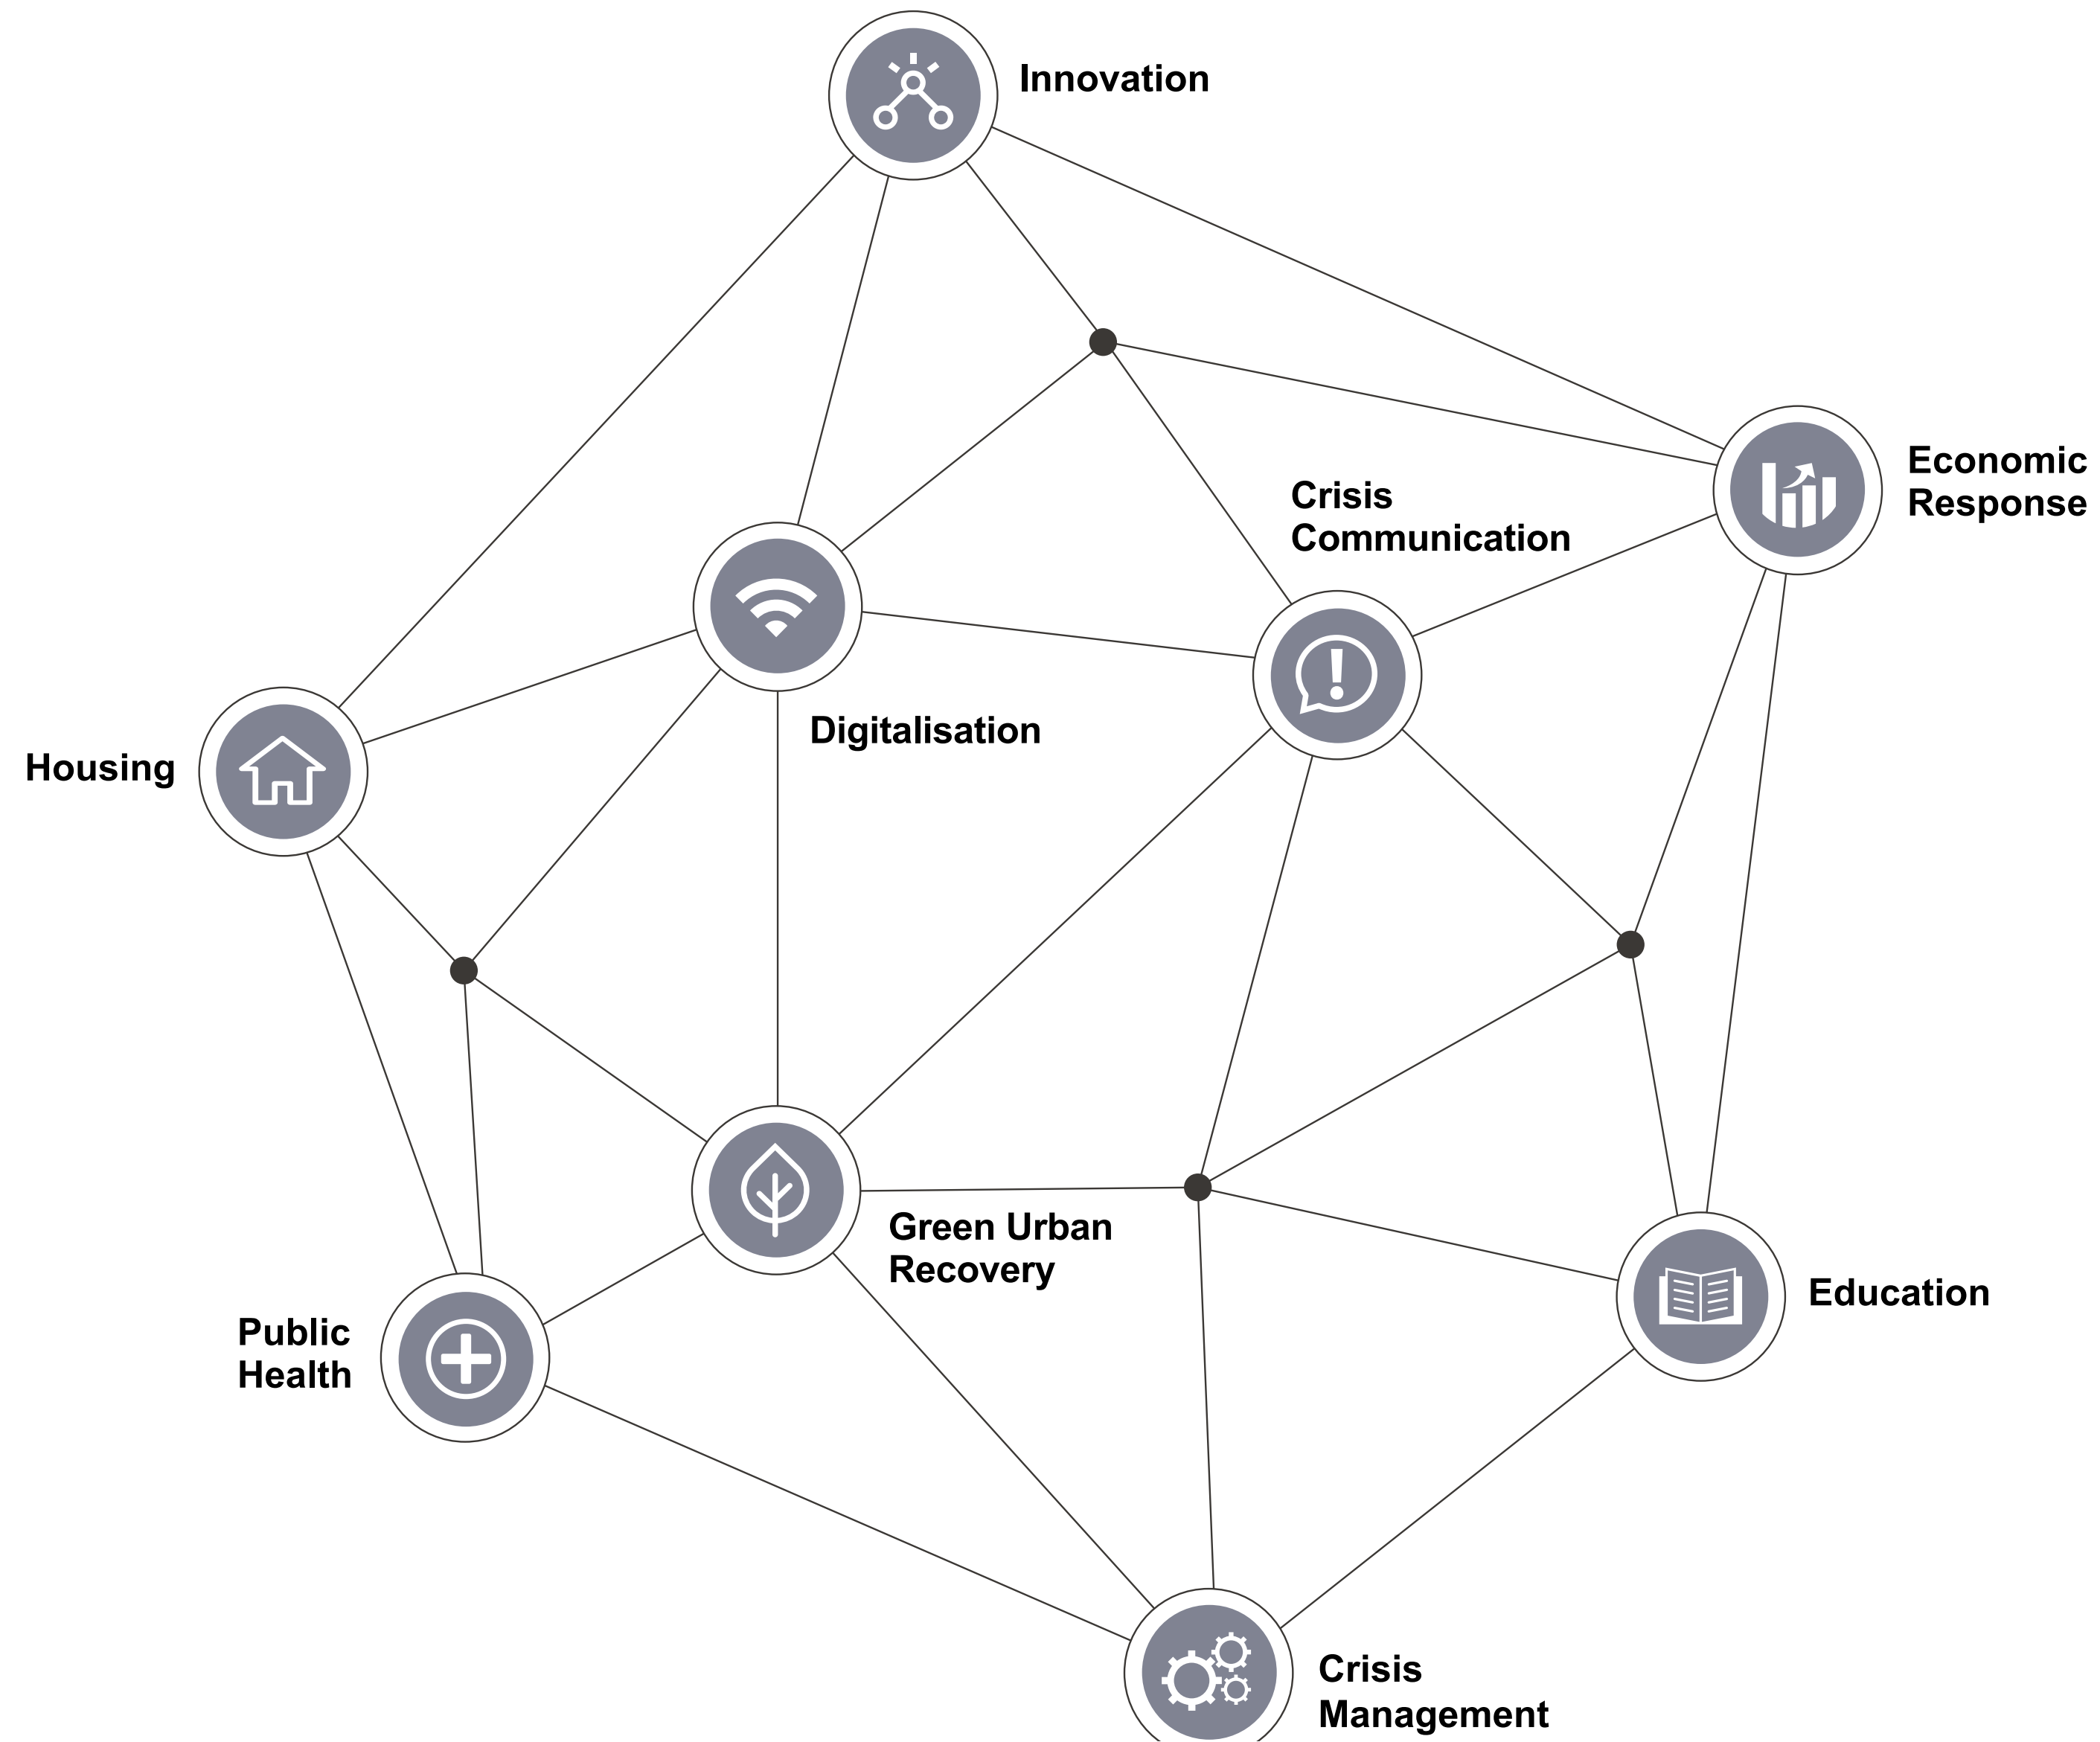 Innovation
Economic
Response
Crisis
Communication
Digitalisation
Housing
Green Urban
Recovery
Education
Public
Health
Crisis
Management